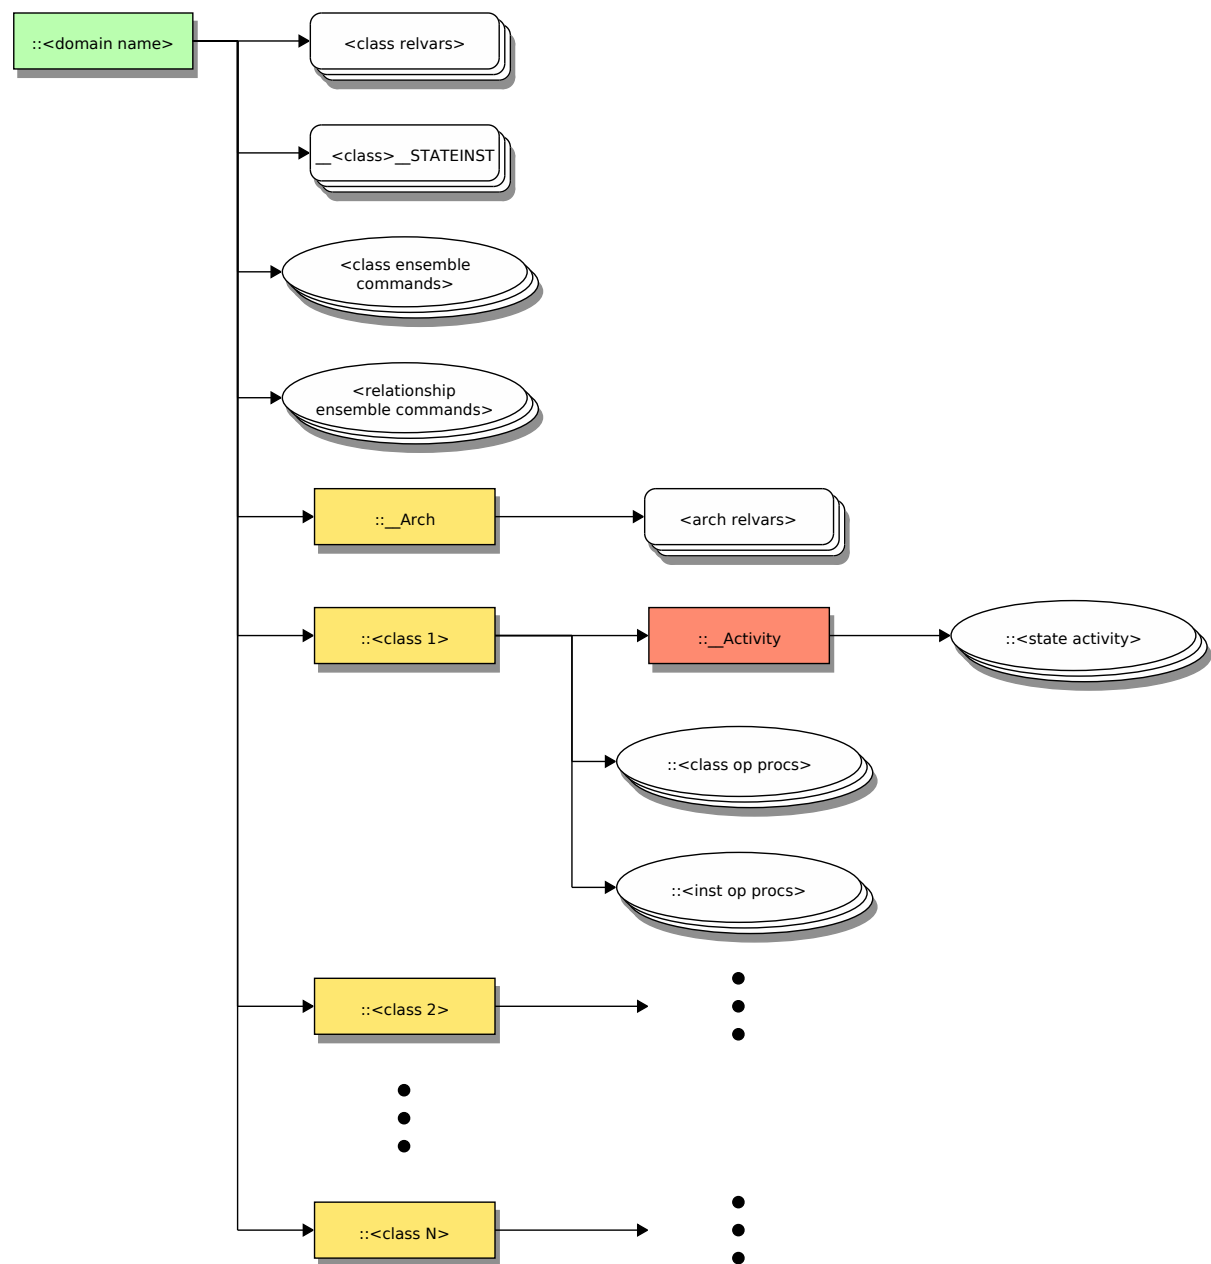 ::<domain name>
<class relvars>
__<class>__STATEINST
<class ensemble
commands>
<relationship
ensemble commands>
::__Arch
<arch relvars>
::<class 1>
::__Activity
::<state activity>
::<class op procs>
::<inst op procs>
::<class 2>
::<class N>